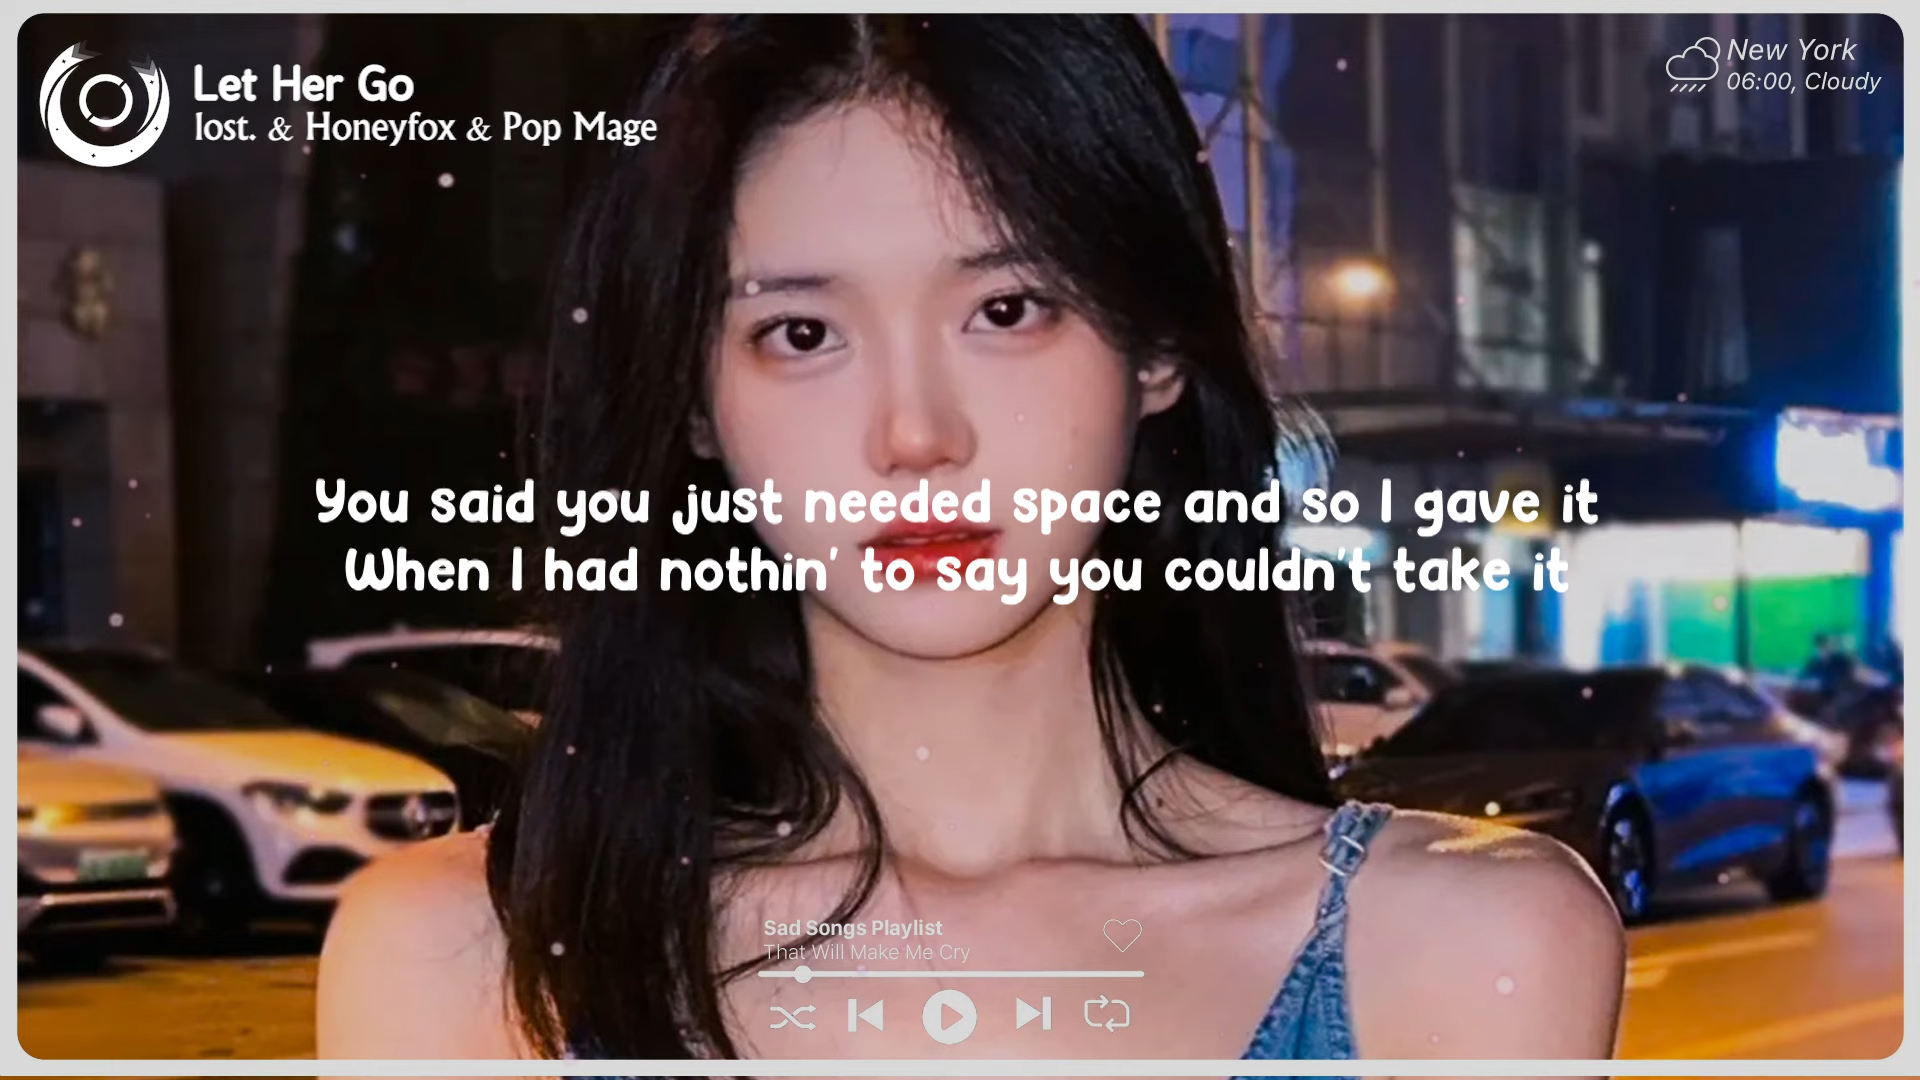 Let Her Go
lost. & Honeyfox & Pop Mage
New York
06:00, Cloudy
You said you just needed space and so I gave it
When I had nothin' to say you couldn't take it
Sad Songs Playlist
That Will Make Me Cry